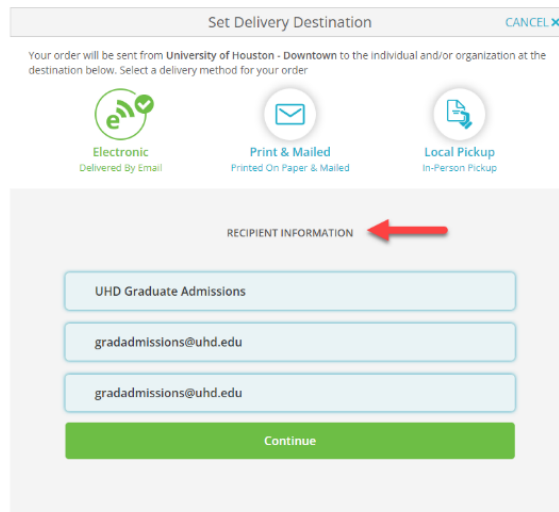 Set Delivery Destination
CANCEL ×
Your order will be sent from University of Houston - Downtown to the individual and/or organization at the
destination below. Select a delivery method for your order
Electronic
Delivered By Email
Print & Mailed
Printed On Paper & Mailed
Local Pickup
In-Person Pickup
RECIPIENT INFORMATION
UHD Graduate Admissions
gradadmissions@uhd.edu
gradadmissions@uhd.edu
Continue